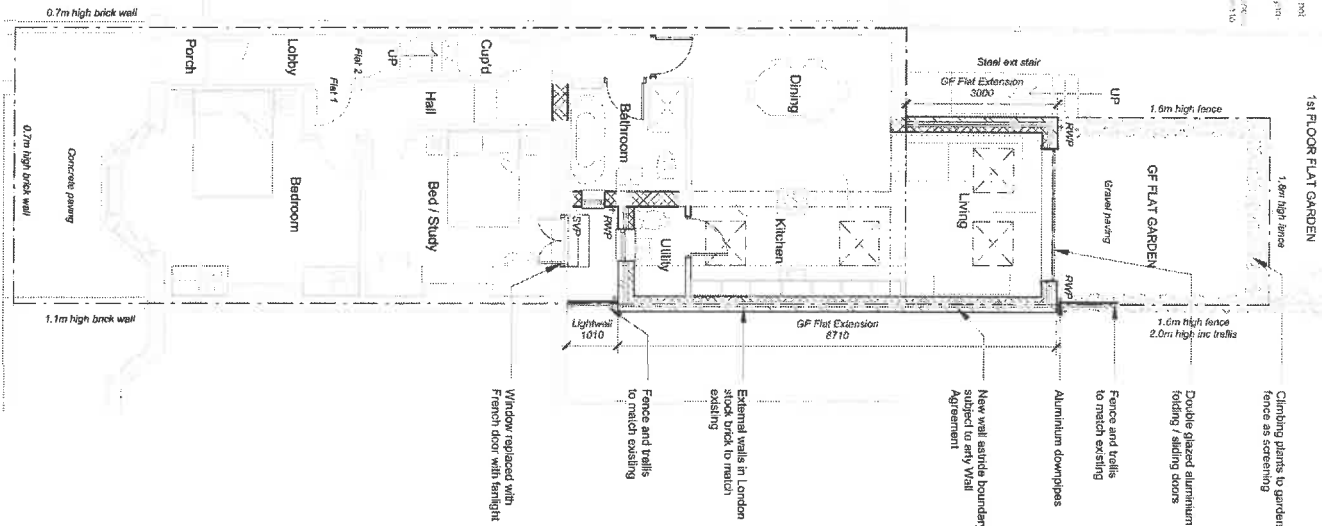 0.7m high brick wall
0.7m high brick wall
Concrete paving
1.1m high brick wall
Porch
Lobby
Flat 2
Flat 1
UP
Cup'd
Hall
Bedroom
Bed / Study
Bathroom
Dining
SVP
RWP
Utility
Kitchen
Living
Steel ext stair
GF Flat Extension
3000
UP
RWP
RWP
1.6m high fence
GF FLAT GARDEN
Gravel paving
1.8m high fence
1st FLOOR FLAT GARDEN
1.6m high fence
2.0m high inc trellis
Lightwell
1010
GF Flat Extension
8710
Climbing plants to garden
fence as screening
Double glazed aluminium
folding / sliding doors
Fence and trellis
to match existing
Aluminium downpipes
New wall astride boundary
subject to arty Wall
Agreement
External walls in London
stock brick to match
existing
Fence and trellis
to match existing
Window replaced with
French door with fanlight